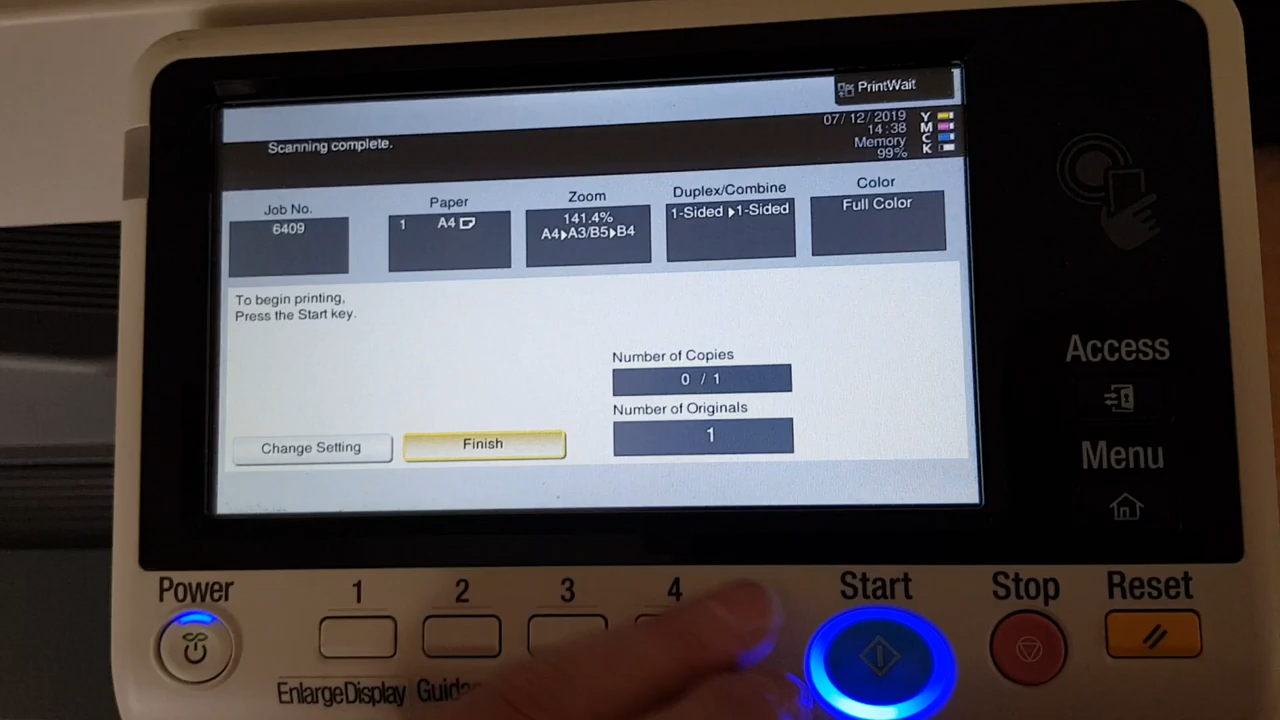 PrintWait
Scanning complete.
07/12/2019
14:38
Memory
99%
Y
M
C
K
Job No.
6409
Paper
1 A4
Zoom
141.4%
A4▶A3/B5▶B4
Duplex/Combine
1-Sided ▶1-Sided
Color
Full Color
To begin printing,
Press the Start key.
Number of Copies
0 / 1
Number of Originals
1
Change Setting
Finish
Access
Menu
Power
1
2
3
4
Start
Stop
Reset
EnlargeDisplay